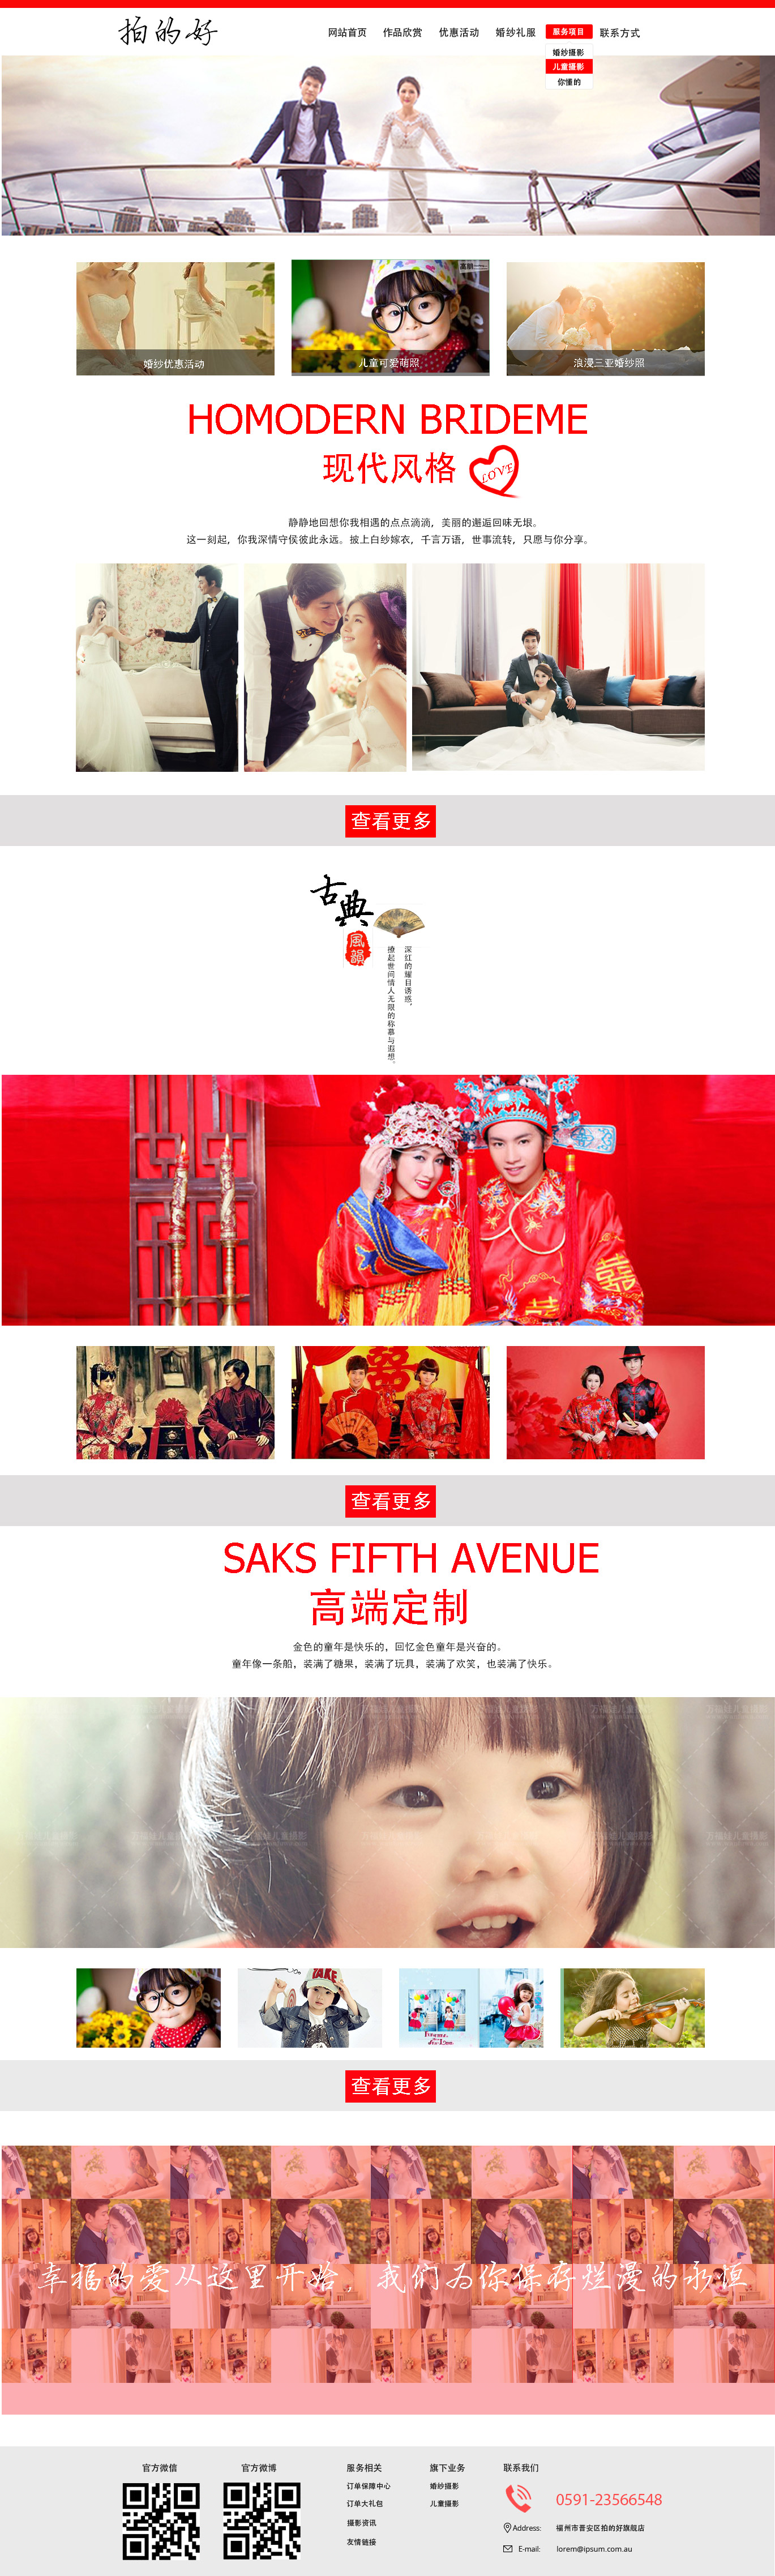 拍的好
网站首页 作品欣赏 优惠活动 婚纱礼服 服务项目 联系方式
婚纱摄影
儿童摄影
你懂的
婚纱优惠活动
儿童可爱萌照
浪漫三亚婚纱照
HOMODERN BRIDEME
现代风格
LOVE
静静地回想你我相遇的点点滴滴，美丽的邂逅回味无垠。
这一刻起，你我深情守侯彼此永远。披上白纱嫁衣，千言万语，世事流转，只愿与你分享。
查看更多
古典
風韻
深红的耀目诱惑，
撩起世间情人无限的称慕与遐想。
查看更多
SAKS FIFTH AVENUE
高端定制
金色的童年是快乐的，回忆金色童年是兴奋的。
童年像一条船，装满了糖果，装满了玩具，装满了欢笑，也装满了快乐。
TAKE
查看更多
幸福的爱从这里开始，我们为你保存烂漫的永恒
官方微信 官方微博 服务相关 旗下业务 联系我们
订单保障中心 婚纱摄影
订单大礼包 儿童摄影
摄影资讯
友情链接
0591-23566548
Address: 福州市晋安区拍的好旗舰店
E-mail: lorem@ipsum.com.au